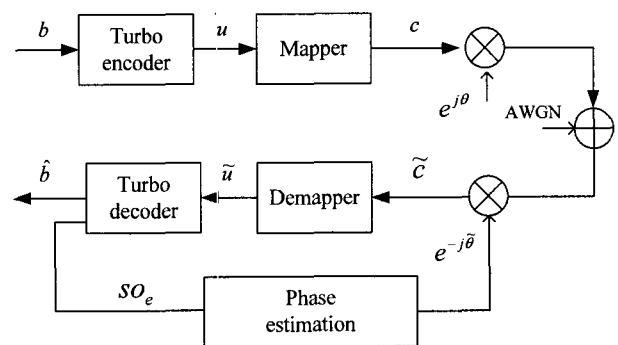 b
Turbo
encoder
u
Mapper
c
e^{jθ}
AWGN
b̂
Turbo
decoder
ũ
Demapper
c̃
e^{-jθ̃}
SO_e
Phase
estimation